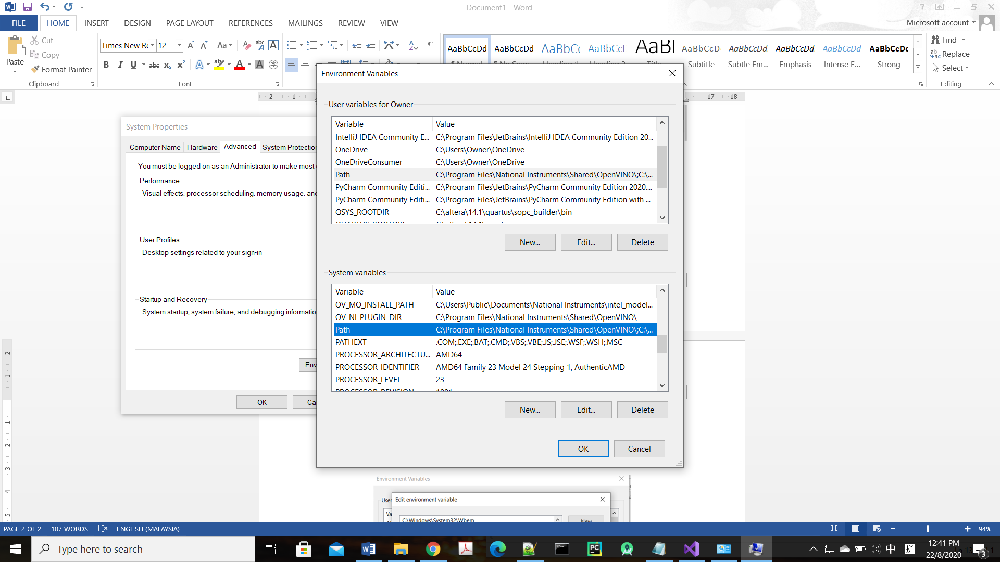 Document1 - Word
FILE HOME INSERT DESIGN PAGE LAYOUT REFERENCES MAILINGS REVIEW VIEW
Microsoft account
Paste
Cut
Copy
Format Painter
Clipboard
Times New Rc 12
Font
AaBbCcDd AaBbCcDd AaBbCc AaBbCcDc AaBl AaBbCcD AaBbCcDd AaBbCcDd AaBbCcDd AaBbCcDc
Subtitle Subtle Em... Emphasis Intense E... Strong
Find
Replace
Select
Editing
2 1 17 18
System Properties
Computer Name Hardware Advanced System Protection
You must be logged on as an Administrator to make most
Performance
Visual effects, processor scheduling, memory usage, and
User Profiles
Desktop settings related to your sign-in
Startup and Recovery
System startup, system failure, and debugging informatio
Env
OK Ca
Environment Variables
User variables for Owner
Variable Value
IntelliJ IDEA Community E... C:\Program Files\JetBrains\IntelliJ IDEA Community Edition 20...
OneDrive C:\Users\Owner\OneDrive
OneDriveConsumer C:\Users\Owner\OneDrive
Path C:\Program Files\National Instruments\Shared\OpenVINO\;C:\...
PyCharm Community Editi... C:\Program Files\JetBrains\PyCharm Community Edition 2020....
PyCharm Community Editi... C:\Program Files\JetBrains\PyCharm Community Edition with ...
QSYS_ROOTDIR C:\altera\14.1\quartus\sopc_builder\bin
New... Edit... Delete
System variables
Variable Value
OV_MO_INSTALL_PATH C:\Users\Public\Documents\National Instruments\intel_model...
OV_NI_PLUGIN_DIR C:\Program Files\National Instruments\Shared\OpenVINO\
Path C:\Program Files\National Instruments\Shared\OpenVINO\;C:\...
PATHEXT .COM;.EXE;.BAT;.CMD;.VBS;.VBE;.JS;.JSE;.WSF;.WSH;.MSC
PROCESSOR_ARCHITECTU... AMD64
PROCESSOR_IDENTIFIER AMD64 Family 23 Model 24 Stepping 1, AuthenticAMD
PROCESSOR_LEVEL 23
New... Edit... Delete
OK Cancel
Environment Variables
User
Edit environment variable
Va
C:\Windows\System32\Wbem
New
PAGE 2 OF 2 107 WORDS ENGLISH (MALAYSIA)
94%
Type here to search
中 拼
12:41 PM
22/8/2020
3